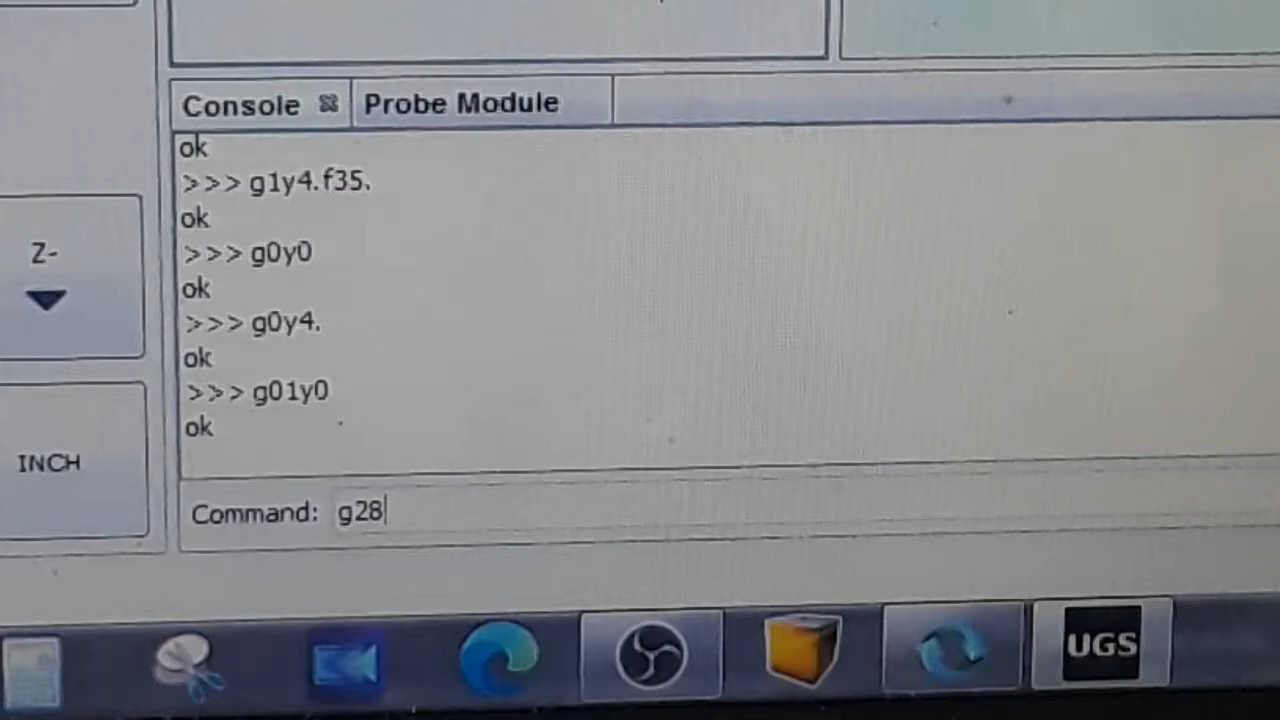 Console Probe Module
ok
>>> g1y4.f35.
ok
>>> g0y0
ok
>>> g0y4.
ok
>>> g01y0
ok
Z-
INCH
Command: g28
UGS